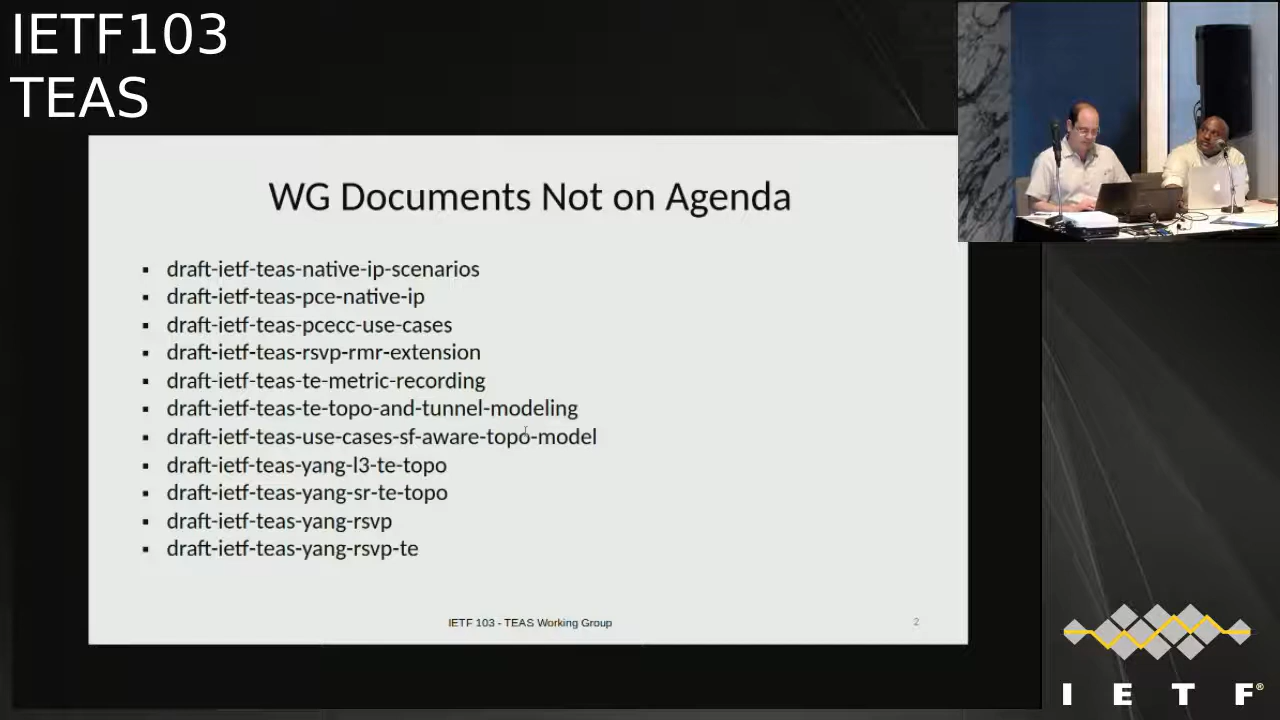 IETF103
TEAS
WG Documents Not on Agenda
▪ draft-ietf-teas-native-ip-scenarios
▪ draft-ietf-teas-pce-native-ip
▪ draft-ietf-teas-pcecc-use-cases
▪ draft-ietf-teas-rsvp-rmr-extension
▪ draft-ietf-teas-te-metric-recording
▪ draft-ietf-teas-te-topo-and-tunnel-modeling
▪ draft-ietf-teas-use-cases-sf-aware-topo-model
▪ draft-ietf-teas-yang-l3-te-topo
▪ draft-ietf-teas-yang-sr-te-topo
▪ draft-ietf-teas-yang-rsvp
▪ draft-ietf-teas-yang-rsvp-te
IETF 103 - TEAS Working Group 2
I E T F®